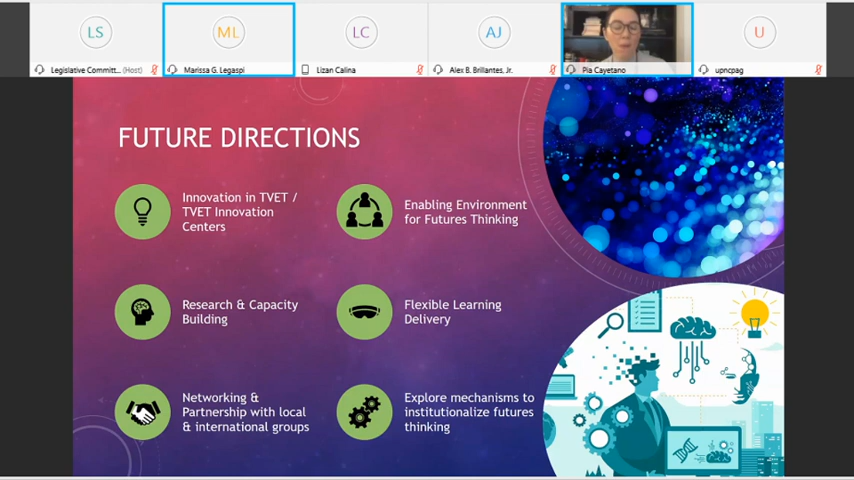 LS
ML
LC
AJ
U
Legislative Committ... (Host)
Marissa G. Legaspi
Lizan Calina
Alex B. Brillantes, Jr.
Pia Cayetano
upncpag
FUTURE DIRECTIONS
Innovation in TVET /
TVET Innovation
Centers
Enabling Environment
for Futures Thinking
Research & Capacity
Building
Flexible Learning
Delivery
Networking &
Partnership with local
& international groups
Explore mechanisms to
institutionalize futures
thinking